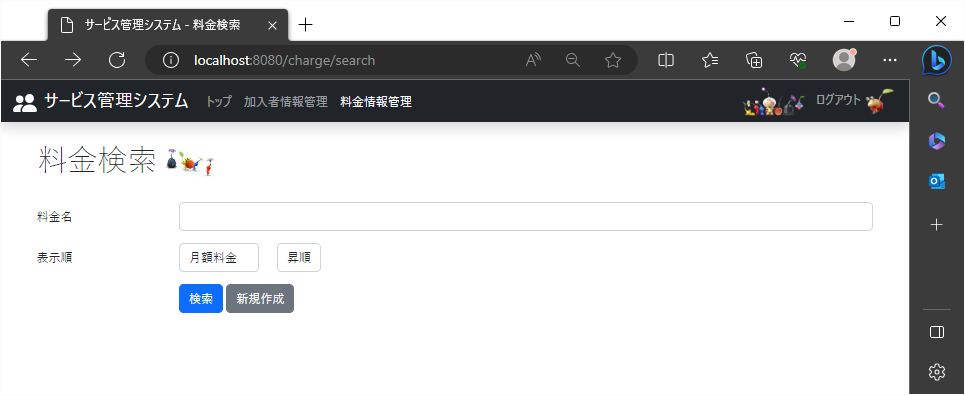 サービス管理システム - 料金検索
localhost:8080/charge/search
サービス管理システム トップ 加入者情報管理 料金情報管理 ログアウト
料金検索
料金名
表示順 月額料金 昇順
検索 新規作成